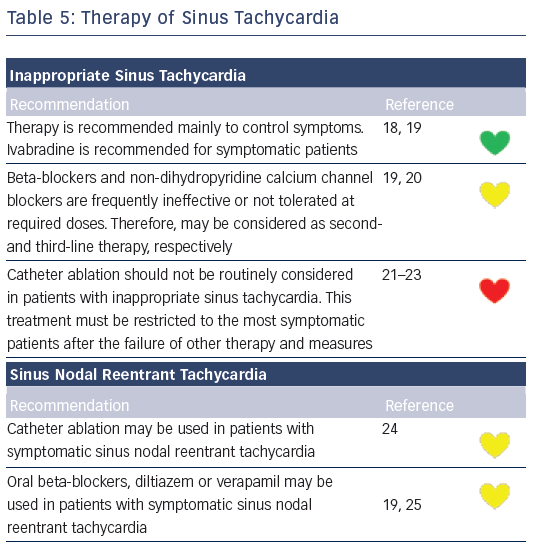 Table 5: Therapy of Sinus Tachycardia
Inappropriate Sinus Tachycardia
Recommendation Reference
Therapy is recommended mainly to control symptoms. 18, 19
Ivabradine is recommended for symptomatic patients
Beta-blockers and non-dihydropyridine calcium channel 19, 20
blockers are frequently ineffective or not tolerated at
required doses. Therefore, may be considered as second-
and third-line therapy, respectively
Catheter ablation should not be routinely considered 21–23
in patients with inappropriate sinus tachycardia. This
treatment must be restricted to the most symptomatic
patients after the failure of other therapy and measures
Sinus Nodal Reentrant Tachycardia
Recommendation Reference
Catheter ablation may be used in patients with 24
symptomatic sinus nodal reentrant tachycardia
Oral beta-blockers, diltiazem or verapamil may be
used in patients with symptomatic sinus nodal 19, 25
reentrant tachycardia